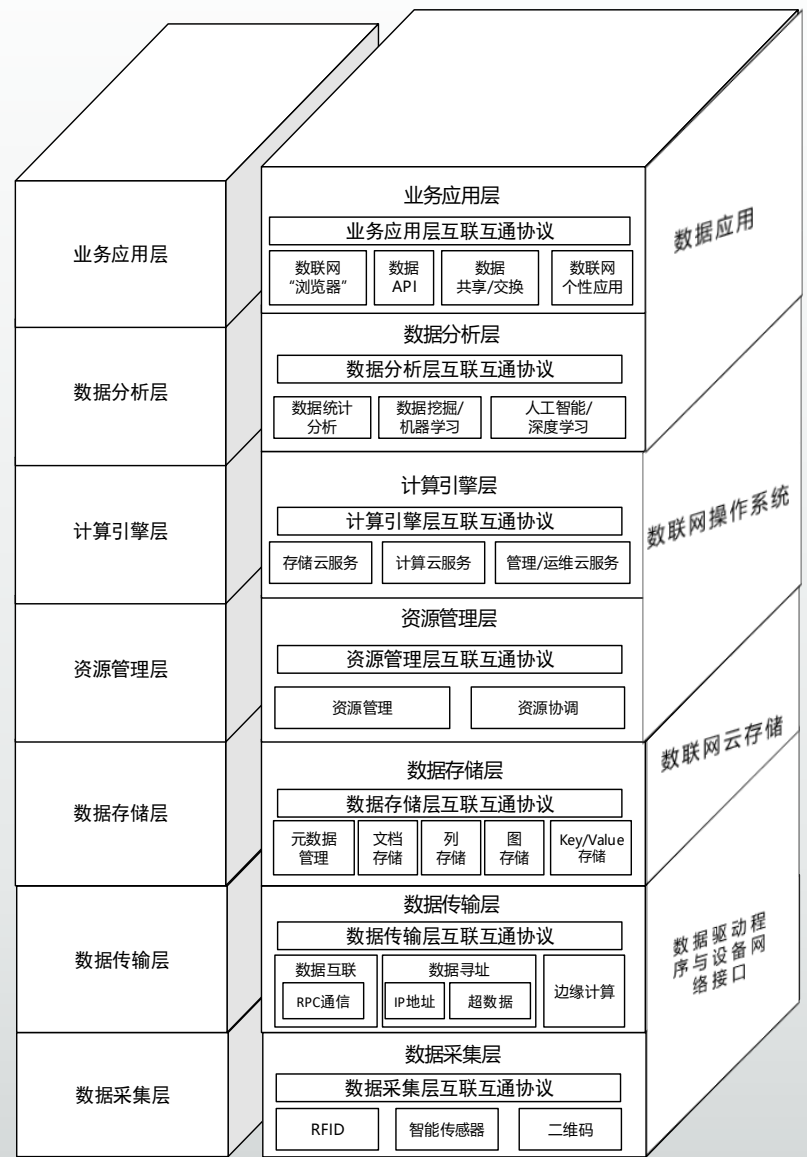 业务应用层
数据分析层
计算引擎层
资源管理层
数据存储层
数据传输层
数据采集层
业务应用层
业务应用层互联互通协议
数联网
“浏览器”
数据
API
数据
共享/交换
数联网
个性应用
数据分析层
数据分析层互联互通协议
数据统计
分析
数据挖掘/
机器学习
人工智能/
深度学习
计算引擎层
计算引擎层互联互通协议
存储云服务
计算云服务
管理/运维云服务
资源管理层
资源管理层互联互通协议
资源管理
资源协调
数据存储层
数据存储层互联互通协议
元数据
管理
文档
存储
列
存储
图
存储
Key/Value
存储
数据传输层
数据传输层互联互通协议
数据互联
RPC通信
数据寻址
IP地址
超数据
边缘计算
数据采集层
数据采集层互联互通协议
RFID
智能传感器
二维码
数据应用
数联网操作系统
数联网云存储
数据驱动程
序与设备网
络接口